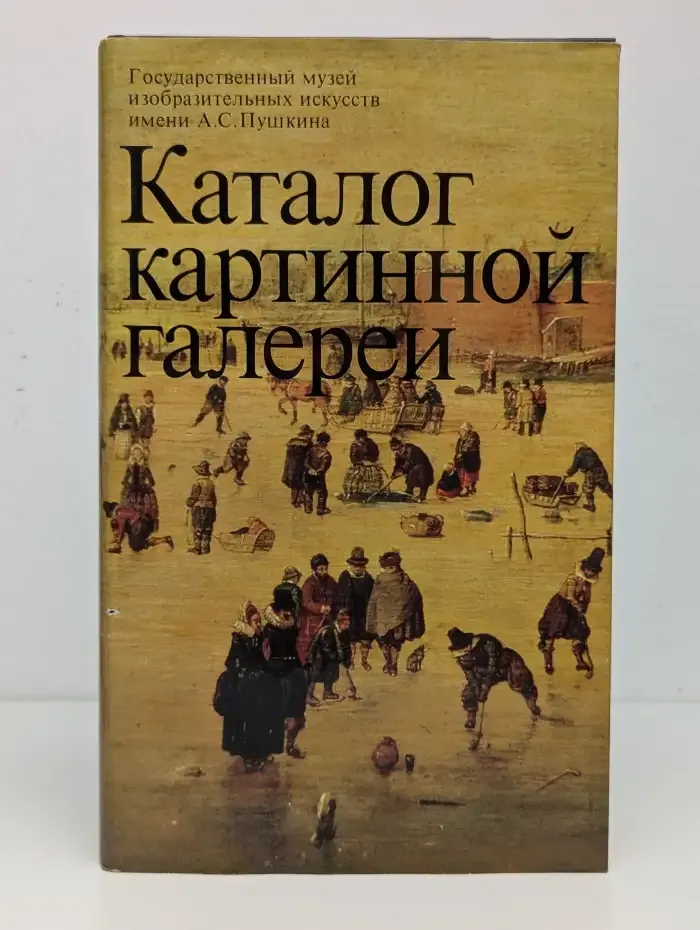 Государственный музей
изобразительных искусств
имени А.С.Пушкина
Каталог
картинной
галереи